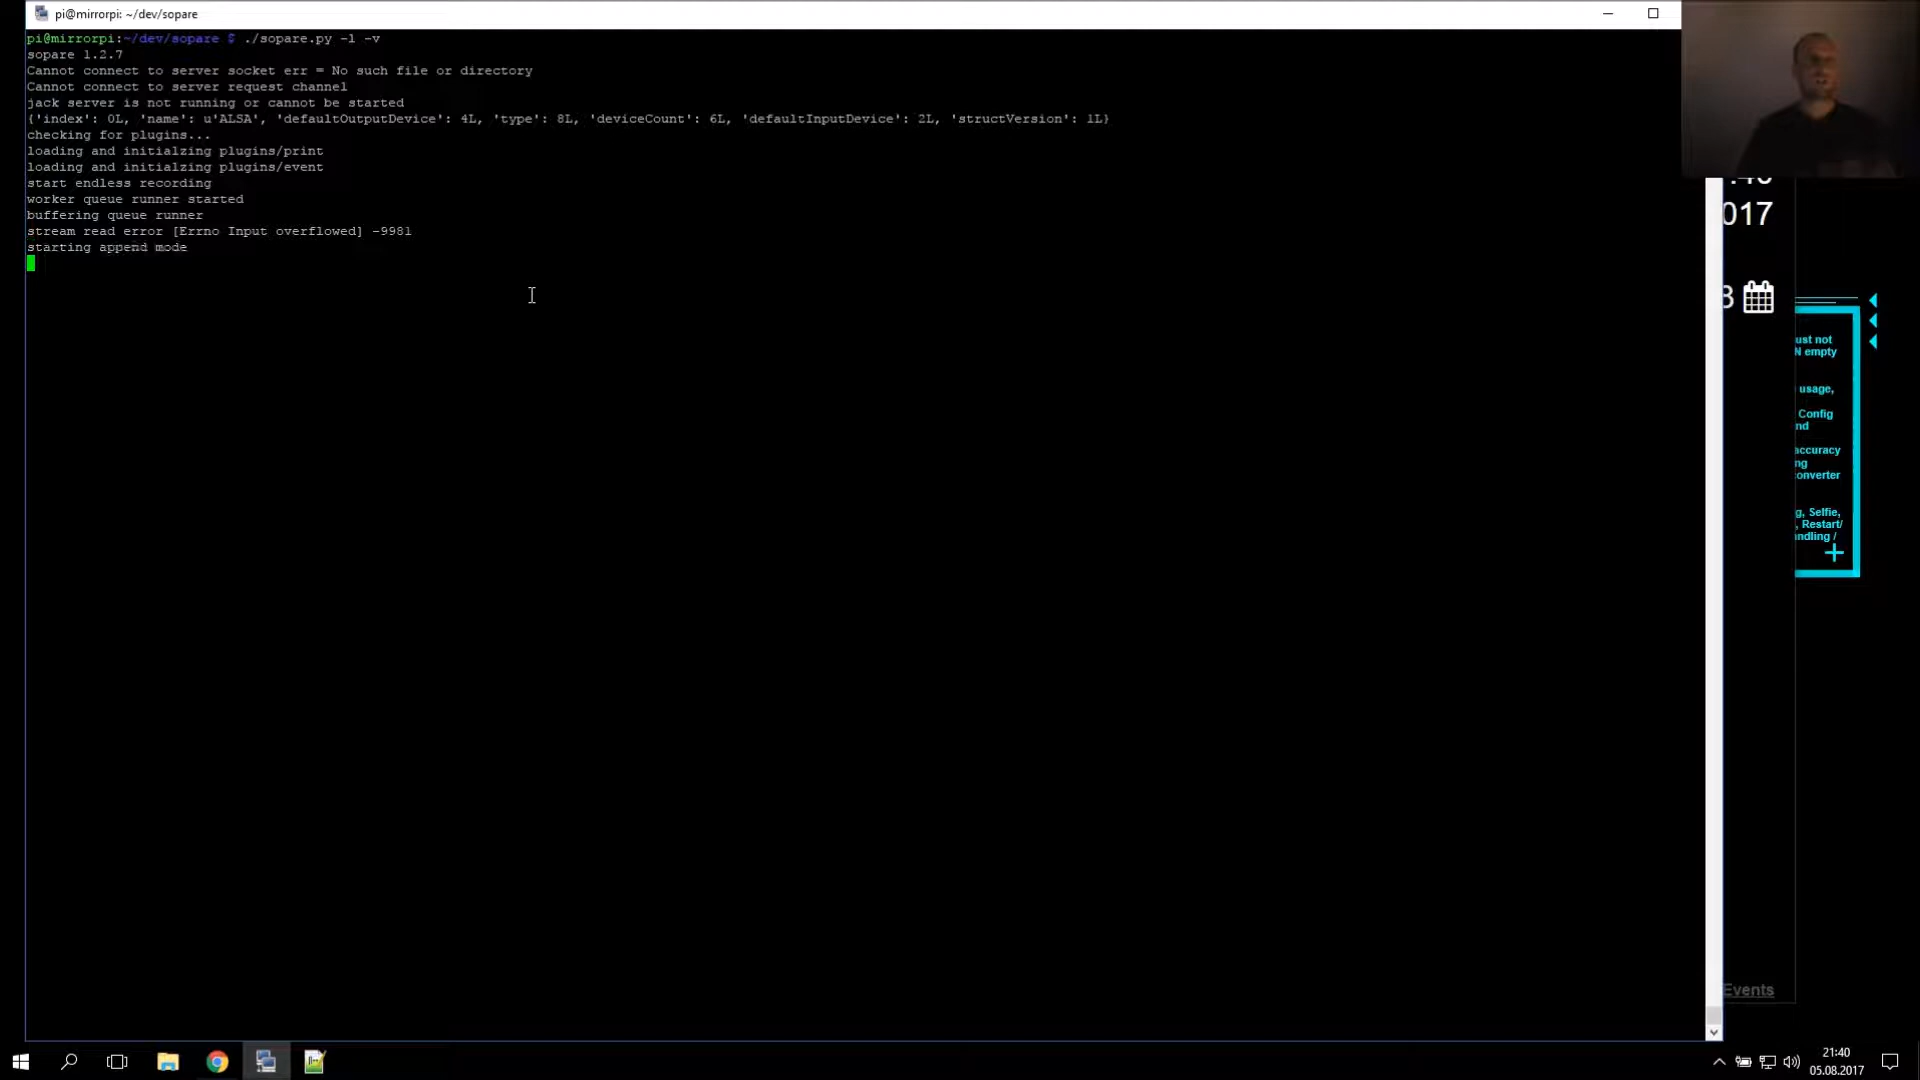 pi@mirrorpi: ~/dev/sopare
pi@mirrorpi:~/dev/sopare $ ./sopare.py -l -v
sopare 1.2.7
Cannot connect to server socket err = No such file or directory
Cannot connect to server request channel
jack server is not running or cannot be started
{'index': 0L, 'name': u'ALSA', 'defaultOutputDevice': 4L, 'type': 8L, 'deviceCount': 6L, 'defaultInputDevice': 2L, 'structVersion': 1L}
checking for plugins...
loading and initialzing plugins/print
loading and initialzing plugins/event
start endless recording
worker queue runner started
buffering queue runner
stream read error [Errno Input overflowed] -9981
starting append mode
017
ust not
N empty
usage,
Config
nd
accuracy
ng
onverter
g, Selfie,
, Restart/
ndling /
Events
21:40
05.08.2017